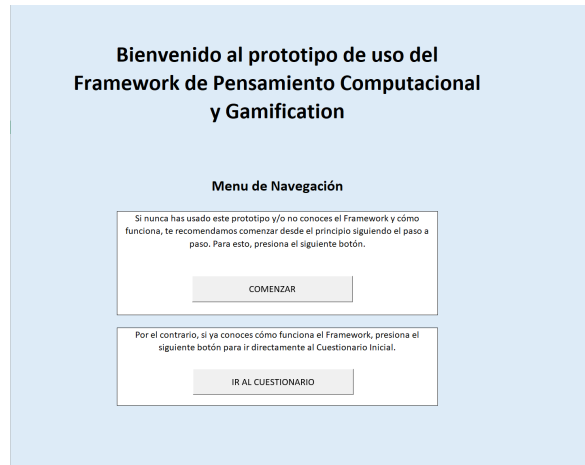 Bienvenido al prototipo de uso del
Framework de Pensamiento Computacional
y Gamification
Menu de Navegación
Si nunca has usado este prototipo y/o no conoces el Framework y cómo
funciona, te recomendamos comenzar desde el principio siguiendo el paso a
paso. Para esto, presiona el siguiente botón.
COMENZAR
Por el contrario, si ya conoces cómo funciona el Framework, presiona el
siguiente botón para ir directamente al Cuestionario Inicial.
IR AL CUESTIONARIO